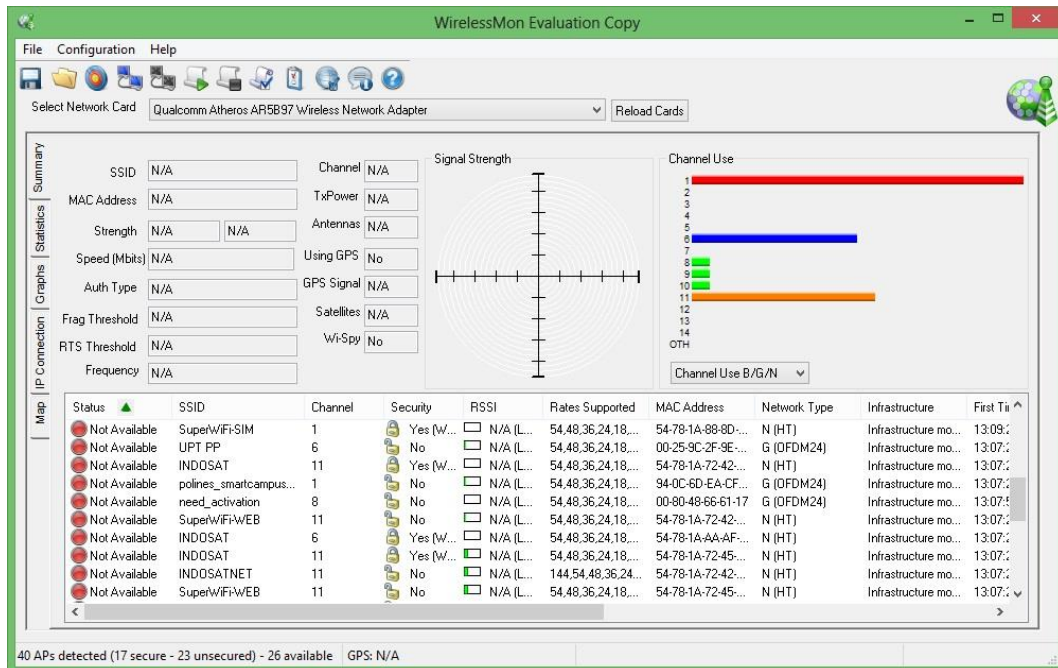 WirelessMon Evaluation Copy
File Configuration Help
Select Network Card Qualcomm Atheros AR5B97 Wireless Network Adapter Reload Cards
Summary
Statistics
Graphs
IP Connection
Map
SSID N/A
MAC Address N/A
Strength N/A N/A
Speed (Mbits) N/A
Auth Type N/A
Frag Threshold N/A
RTS Threshold N/A
Frequency N/A
Channel N/A
TxPower N/A
Antennas N/A
Using GPS No
GPS Signal N/A
Satellites N/A
Wi-Spy No
Signal Strength
Channel Use
1
2
3
4
5
6
7
8
9
10
11
12
13
14
OTH
Channel Use B/G/N
Status SSID Channel Security RSSI Rates Supported MAC Address Network Type Infrastructure First Ti
Not Available SuperWiFi-SIM 1 Yes (W... N/A (L... 54,48,36,24,18,... 54-78-1A-88-8D-... N (HT) Infrastructure mo... 13:09:2
Not Available UPT PP 6 No N/A (L... 54,48,36,24,18,... 00-25-9C-2F-9E-... G (OFDM24) Infrastructure mo... 13:07:2
Not Available INDOSAT 11 Yes (W... N/A (L... 54,48,36,24,18,... 54-78-1A-72-42-... N (HT) Infrastructure mo... 13:07:2
Not Available polines_smartcampus... 1 No N/A (L... 54,48,36,24,18,... 94-0C-6D-EA-CF... G (OFDM24) Infrastructure mo... 13:07:2
Not Available need_activation 8 No N/A (L... 54,48,36,24,18,... 00-80-48-66-61-17 G (OFDM24) Infrastructure mo... 13:07:5
Not Available SuperWiFi-WEB 11 No N/A (L... 54,48,36,24,18,... 54-78-1A-72-42-... N (HT) Infrastructure mo... 13:07:2
Not Available INDOSAT 6 Yes (W... N/A (L... 54,48,36,24,18,... 54-78-1A-AA-AF-... N (HT) Infrastructure mo... 13:07:2
Not Available INDOSAT 11 Yes (W... N/A (L... 54,48,36,24,18,... 54-78-1A-72-45-... N (HT) Infrastructure mo... 13:07:2
Not Available INDOSATNET 11 No N/A (L... 144,54,48,36,24... 54-78-1A-72-42-... N (HT) Infrastructure mo... 13:07:2
Not Available SuperWiFi-WEB 11 No N/A (L... 54,48,36,24,18,... 54-78-1A-72-45-... N (HT) Infrastructure mo... 13:07:2
40 APs detected (17 secure - 23 unsecured) - 26 available GPS: N/A